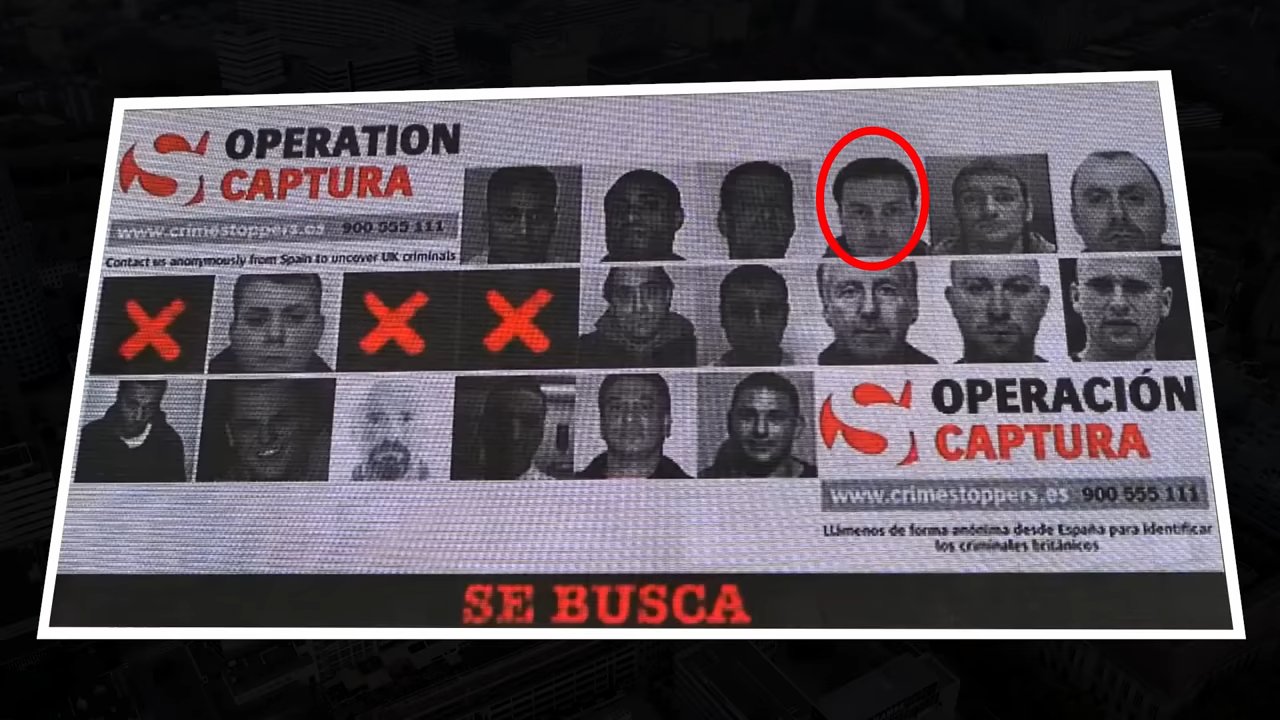 OPERATION
CAPTURA
www.crimestoppers.es 900 555 111
Contact us anonymously from Spain to uncover UK criminals
OPERACIÓN
CAPTURA
www.crimestoppers.es 900 555 111
Llámenos de forma anónima desde España para identificar
los criminales británicos
SE BUSCA